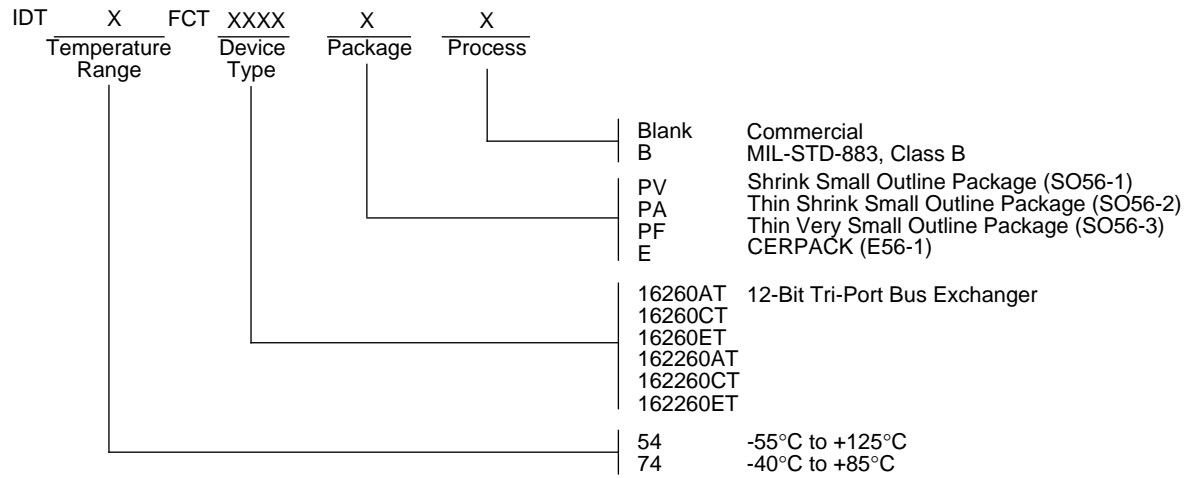 IDT X FCT XXXX X X
Temperature Device Package Process
Range Type
Blank Commercial
B MIL-STD-883, Class B
PV Shrink Small Outline Package (SO56-1)
PA Thin Shrink Small Outline Package (SO56-2)
PF Thin Very Small Outline Package (SO56-3)
E CERPACK (E56-1)
16260AT 12-Bit Tri-Port Bus Exchanger
16260CT
16260ET
162260AT
162260CT
162260ET
54 -55°C to +125°C
74 -40°C to +85°C